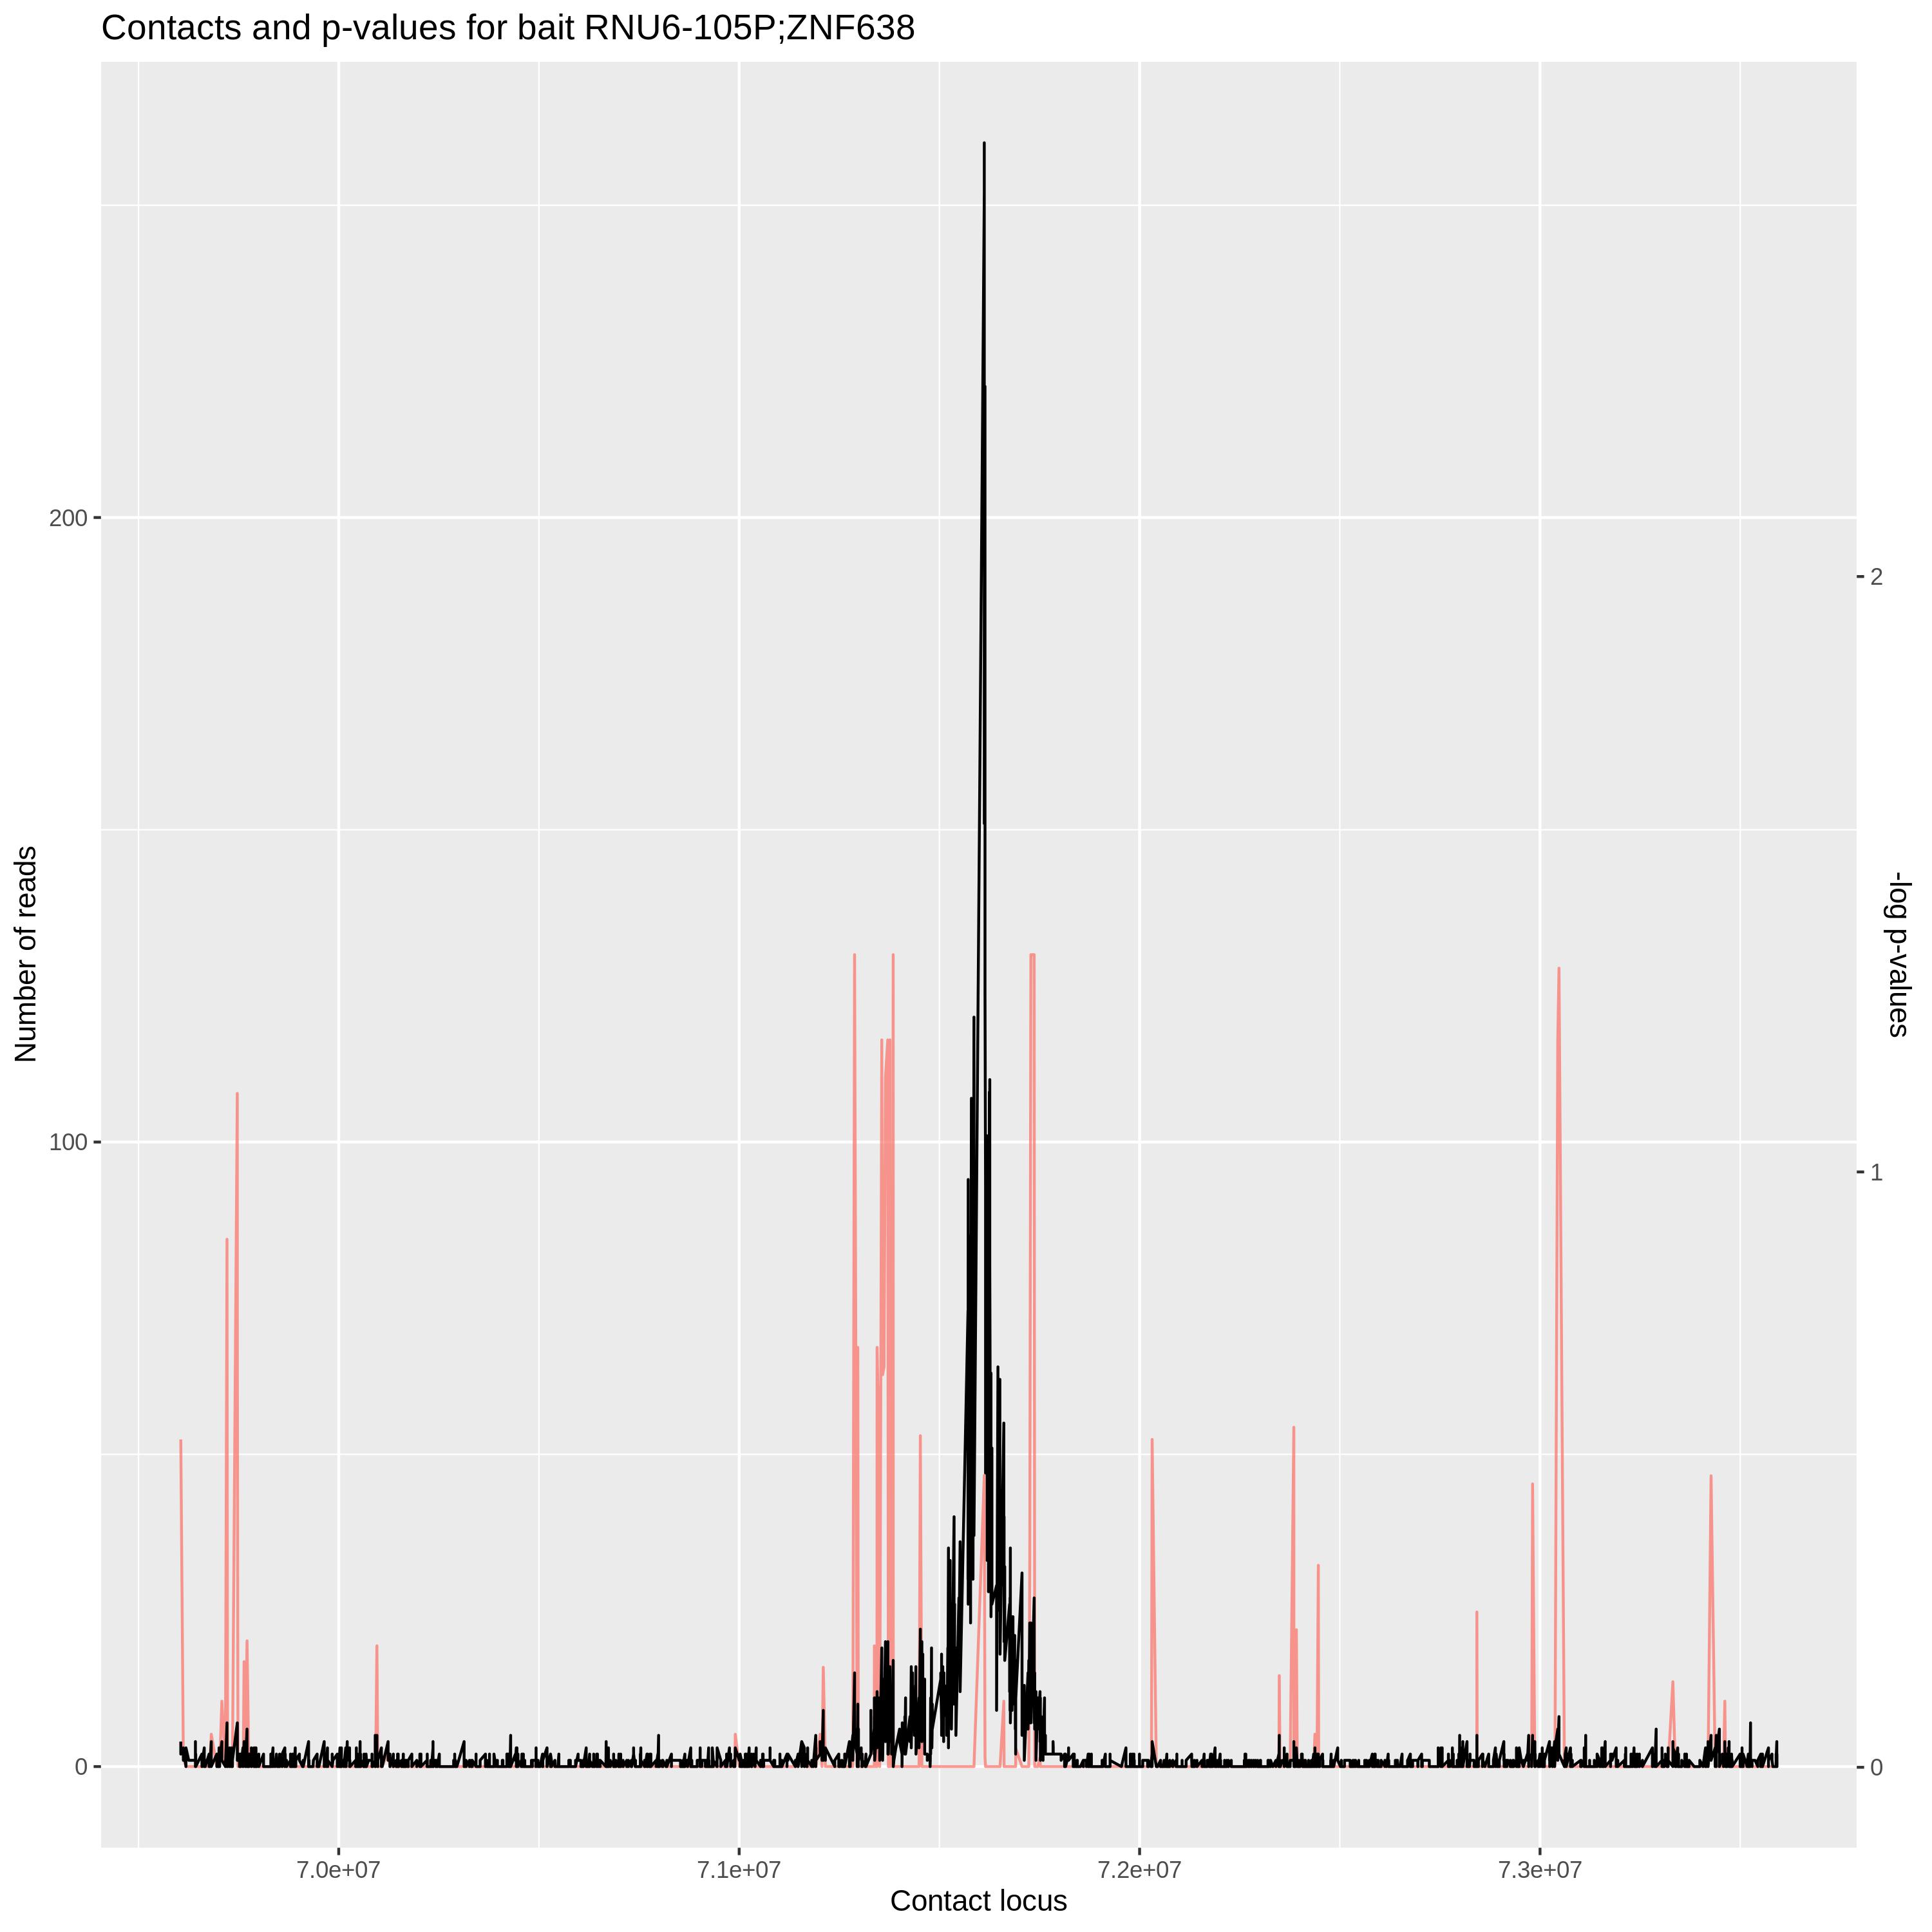 Contacts and p-values for bait RNU6-105P;ZNF638
Number of reads
200
100
0
2
1
0
-log p-values
7.0e+07
7.1e+07
7.2e+07
7.3e+07
Contact locus